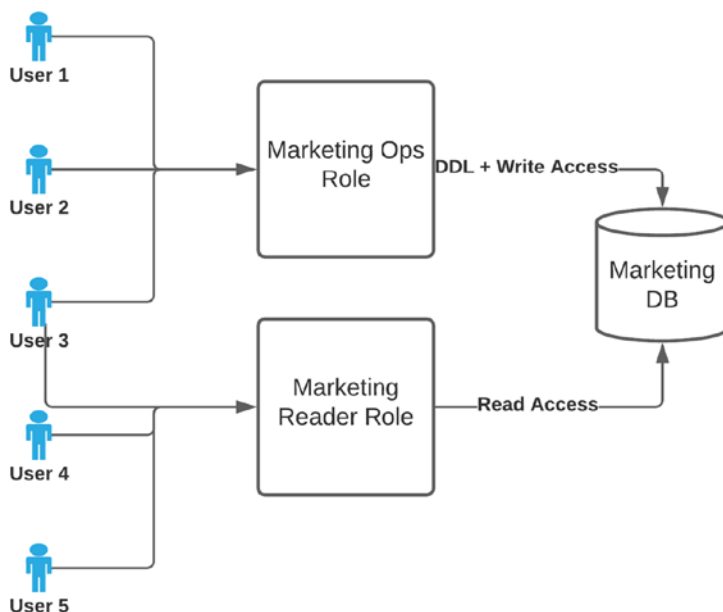 User 1
User 2
User 3
User 4
User 5
Marketing Ops
Role
DDL + Write Access
Marketing
Reader Role
Read Access
Marketing
DB